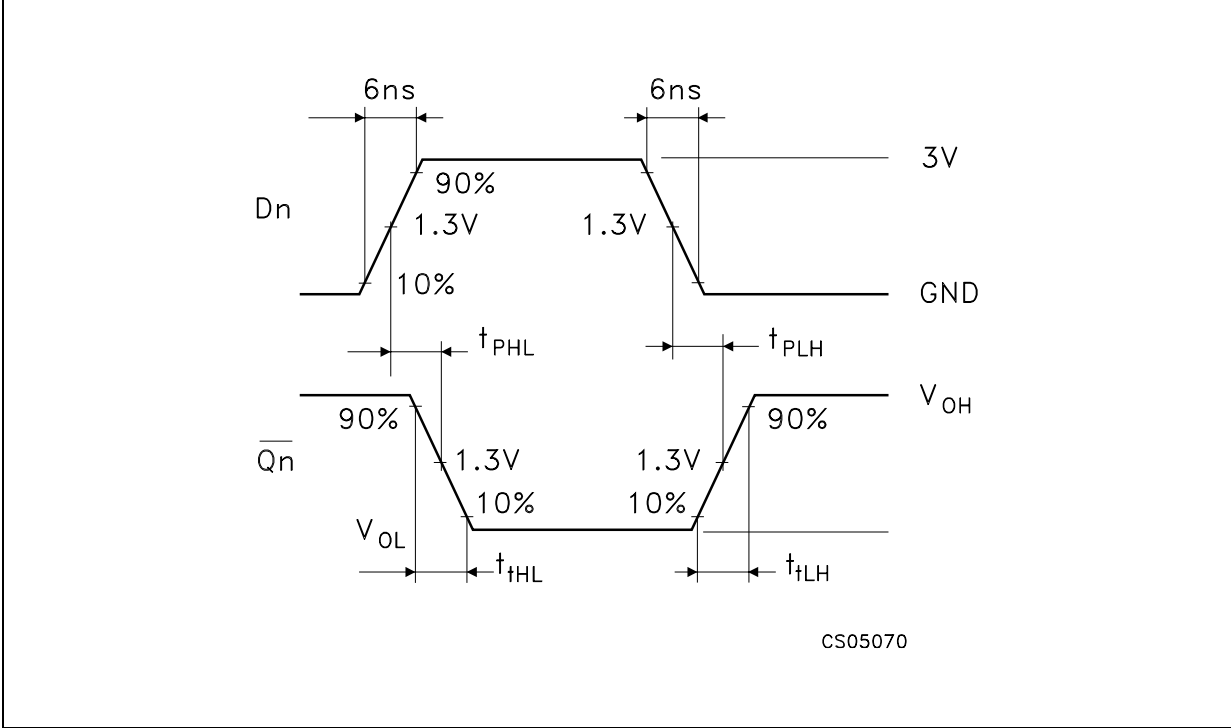 6ns 6ns
3V
90%
Dn 1.3V 1.3V
10% GND
tPHL tPLH
VOH
90% 90%
Qn 1.3V 1.3V
10% 10%
VOL
ttHL ttLH
CS05070